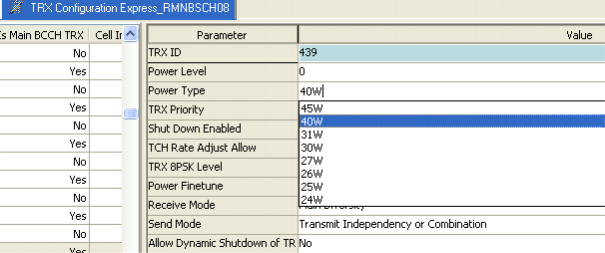 TRX Configuration Express_RMNBSCH08
Is Main BCCH TRX Cell Ir Parameter Value
No TRX ID 439
Yes Power Level 0
No Power Type 40W
Yes TRX Priority 45W
40W
No Shut Down Enabled 31W
Yes TCH Rate Adjust Allow 30W
27W
No TRX 8PSK Level 26W
Yes Power Finetune 25W
No Receive Mode 24W
Yes Send Mode Transmit Independency or Combination
No Allow Dynamic Shutdown of TR No
Yes